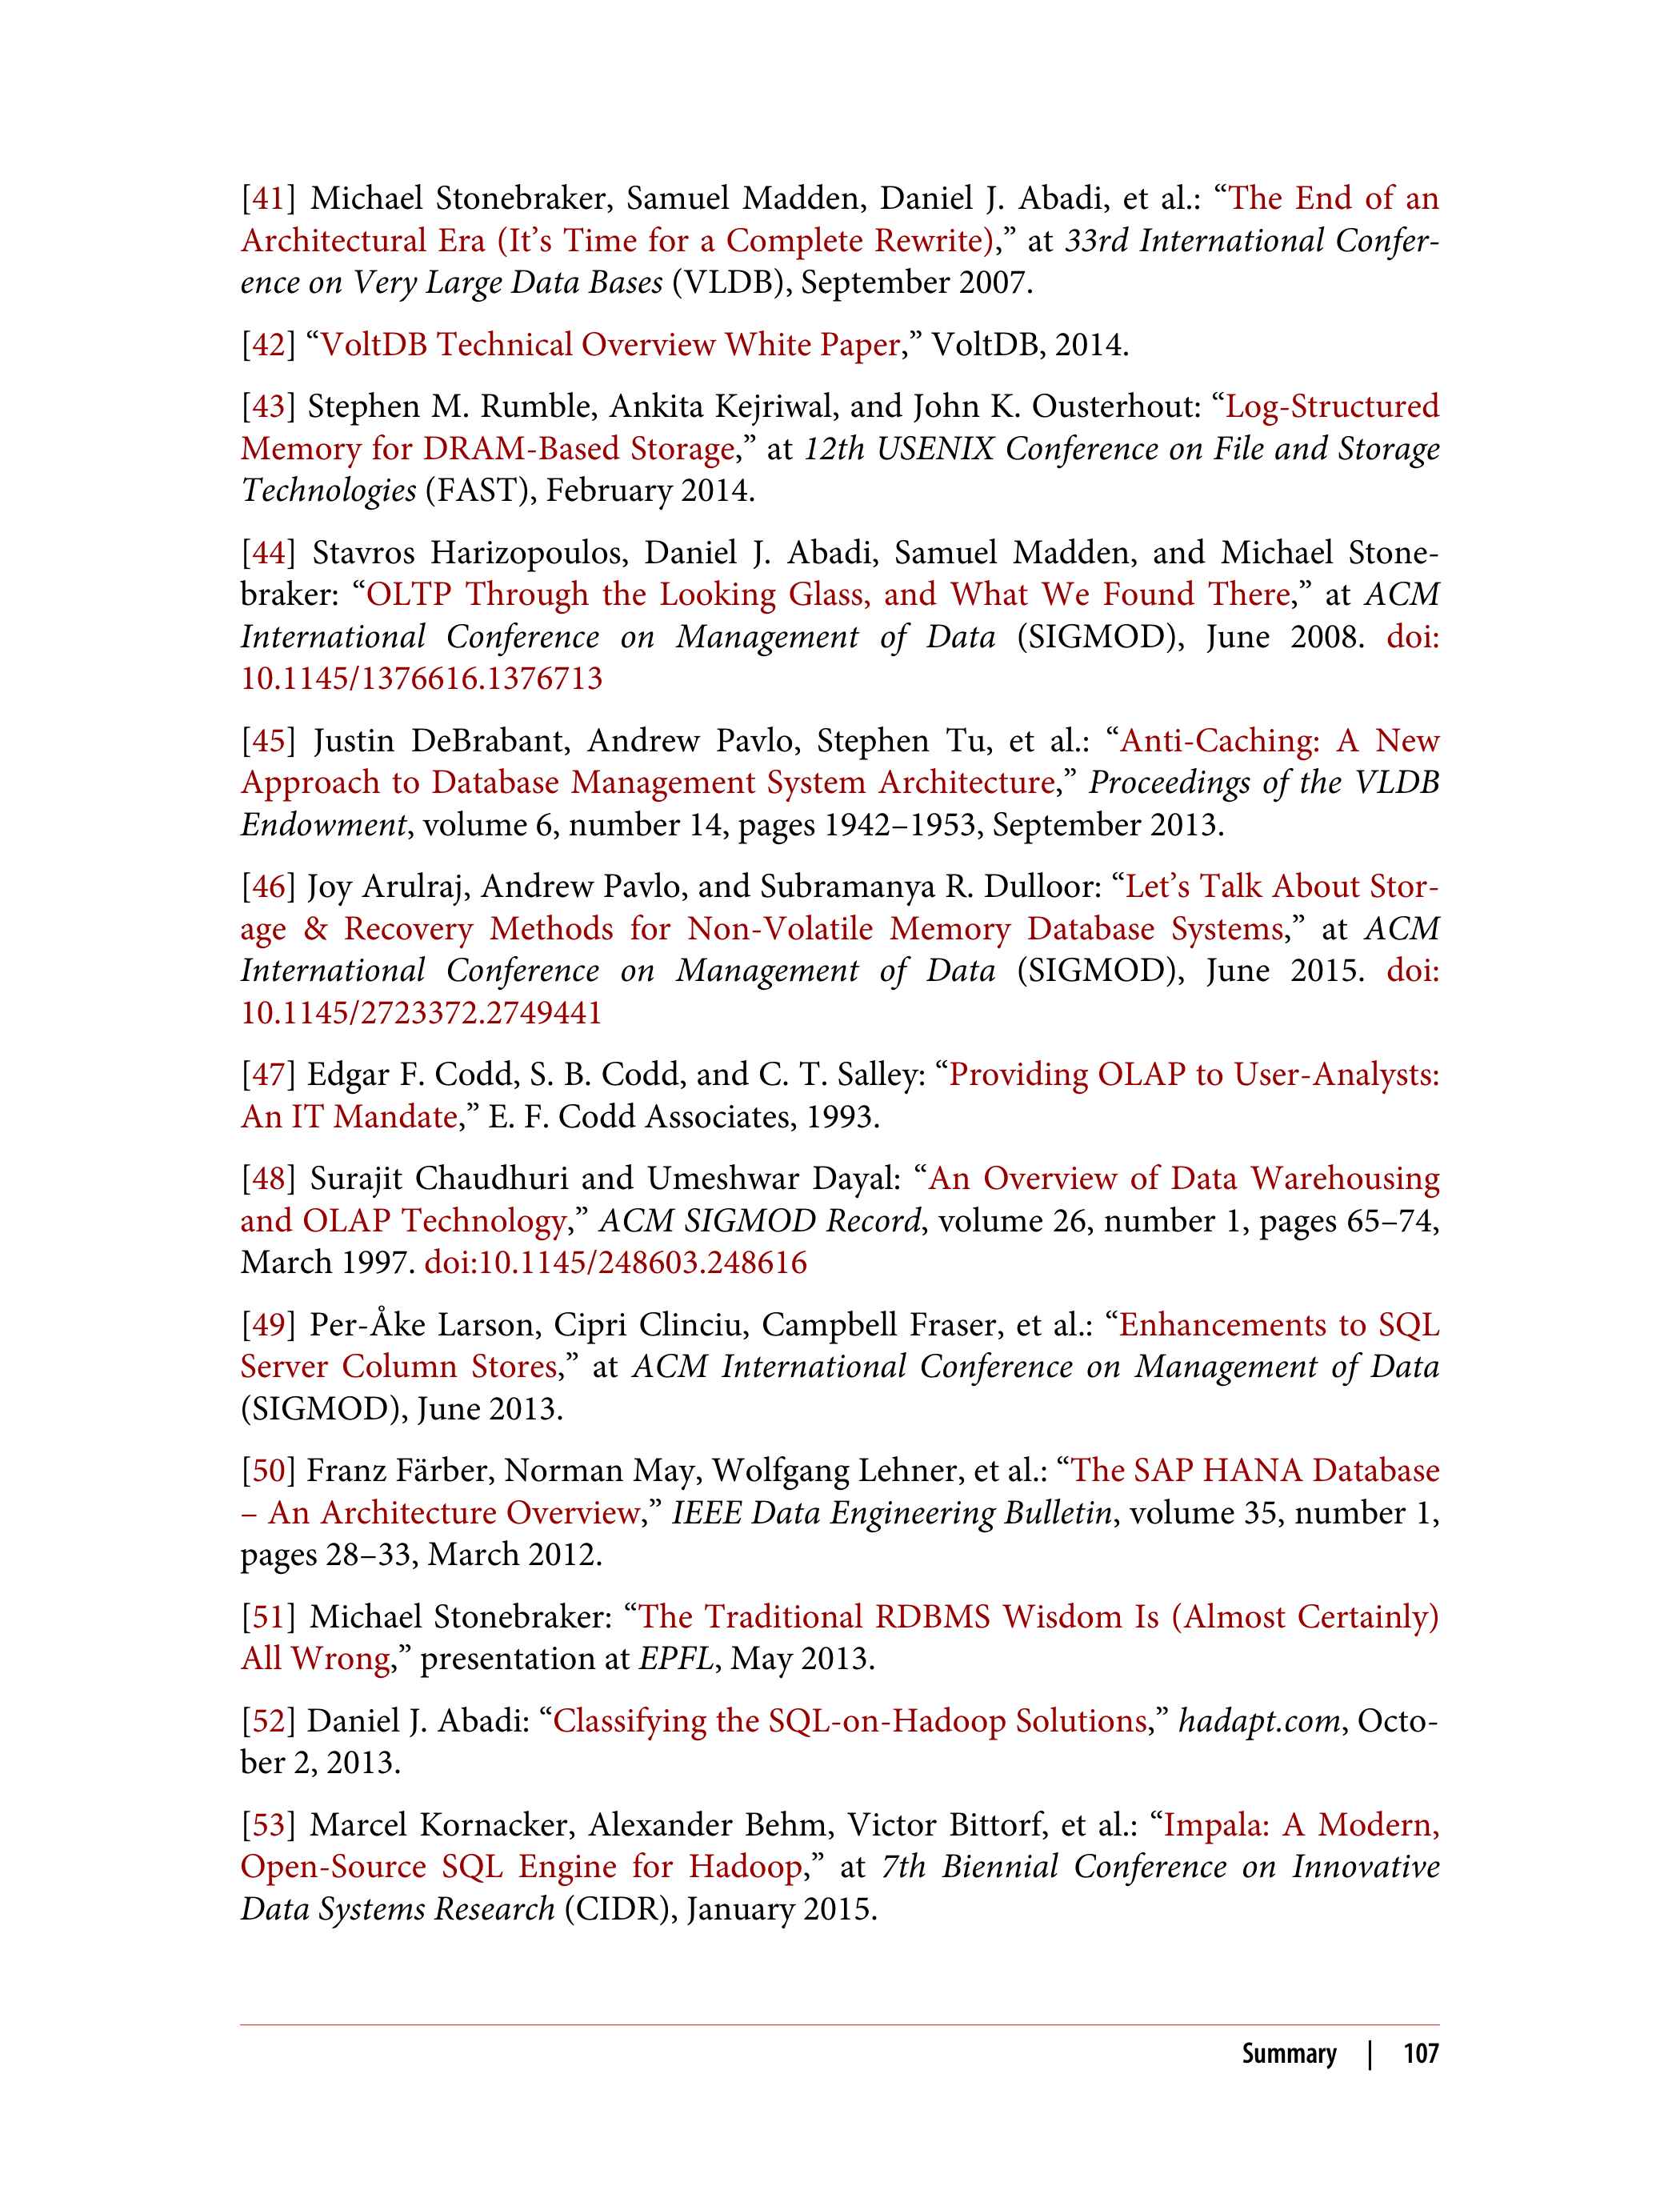 [41] Michael Stonebraker, Samuel Madden, Daniel J. Abadi, et al.: “The End of an
Architectural Era (It’s Time for a Complete Rewrite),” at 33rd International Confer-
ence on Very Large Data Bases (VLDB), September 2007.
[42] “VoltDB Technical Overview White Paper,” VoltDB, 2014.
[43] Stephen M. Rumble, Ankita Kejriwal, and John K. Ousterhout: “Log-Structured
Memory for DRAM-Based Storage,” at 12th USENIX Conference on File and Storage
Technologies (FAST), February 2014.
[44] Stavros Harizopoulos, Daniel J. Abadi, Samuel Madden, and Michael Stone-
braker: “OLTP Through the Looking Glass, and What We Found There,” at ACM
International Conference on Management of Data (SIGMOD), June 2008. doi:
10.1145/1376616.1376713
[45] Justin DeBrabant, Andrew Pavlo, Stephen Tu, et al.: “Anti-Caching: A New
Approach to Database Management System Architecture,” Proceedings of the VLDB
Endowment, volume 6, number 14, pages 1942–1953, September 2013.
[46] Joy Arulraj, Andrew Pavlo, and Subramanya R. Dulloor: “Let’s Talk About Stor-
age & Recovery Methods for Non-Volatile Memory Database Systems,” at ACM
International Conference on Management of Data (SIGMOD), June 2015. doi:
10.1145/2723372.2749441
[47] Edgar F. Codd, S. B. Codd, and C. T. Salley: “Providing OLAP to User-Analysts:
An IT Mandate,” E. F. Codd Associates, 1993.
[48] Surajit Chaudhuri and Umeshwar Dayal: “An Overview of Data Warehousing
and OLAP Technology,” ACM SIGMOD Record, volume 26, number 1, pages 65–74,
March 1997. doi:10.1145/248603.248616
[49] Per-Åke Larson, Cipri Clinciu, Campbell Fraser, et al.: “Enhancements to SQL
Server Column Stores,” at ACM International Conference on Management of Data
(SIGMOD), June 2013.
[50] Franz Färber, Norman May, Wolfgang Lehner, et al.: “The SAP HANA Database
– An Architecture Overview,” IEEE Data Engineering Bulletin, volume 35, number 1,
pages 28–33, March 2012.
[51] Michael Stonebraker: “The Traditional RDBMS Wisdom Is (Almost Certainly)
All Wrong,” presentation at EPFL, May 2013.
[52] Daniel J. Abadi: “Classifying the SQL-on-Hadoop Solutions,” hadapt.com, Octo-
ber 2, 2013.
[53] Marcel Kornacker, Alexander Behm, Victor Bittorf, et al.: “Impala: A Modern,
Open-Source SQL Engine for Hadoop,” at 7th Biennial Conference on Innovative
Data Systems Research (CIDR), January 2015.
Summary | 107